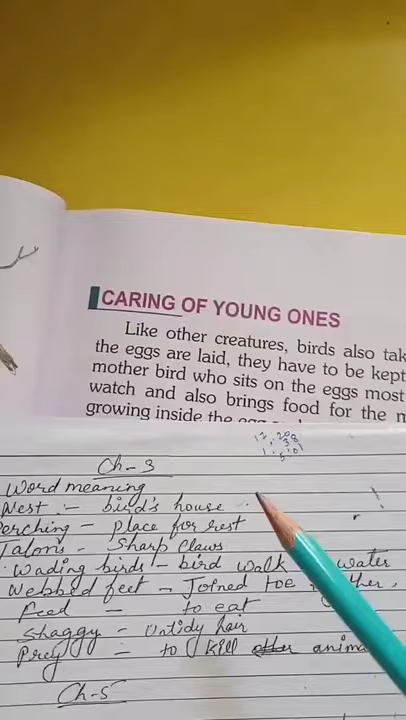 CARING OF YOUNG ONES
Like other creatures, birds also tak
the eggs are laid, they have to be kept
mother bird who sits on the eggs most
watch and also brings food for the m
growing inside the
Ch-3
Word meaning
Nest :- bird's house
Perching - place for rest
Talons - Sharp claws
Wading birds - bird walk water
Webbed feet - Joined toe
Feed - to eat
Shaggy - Untidy hair
Prey :- to kill anima
Ch-5